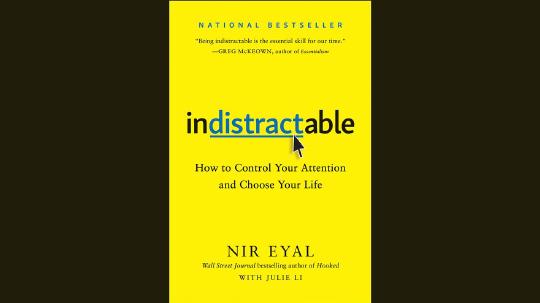 NATIONAL BESTSELLER
"Being indistractable is the essential skill for our time."
—GREG McKEOWN, author of Essentialism
indistractable
How to Control Your Attention
and Choose Your Life
NIR EYAL
Wall Street Journal bestselling author of Hooked
WITH JULIE LI